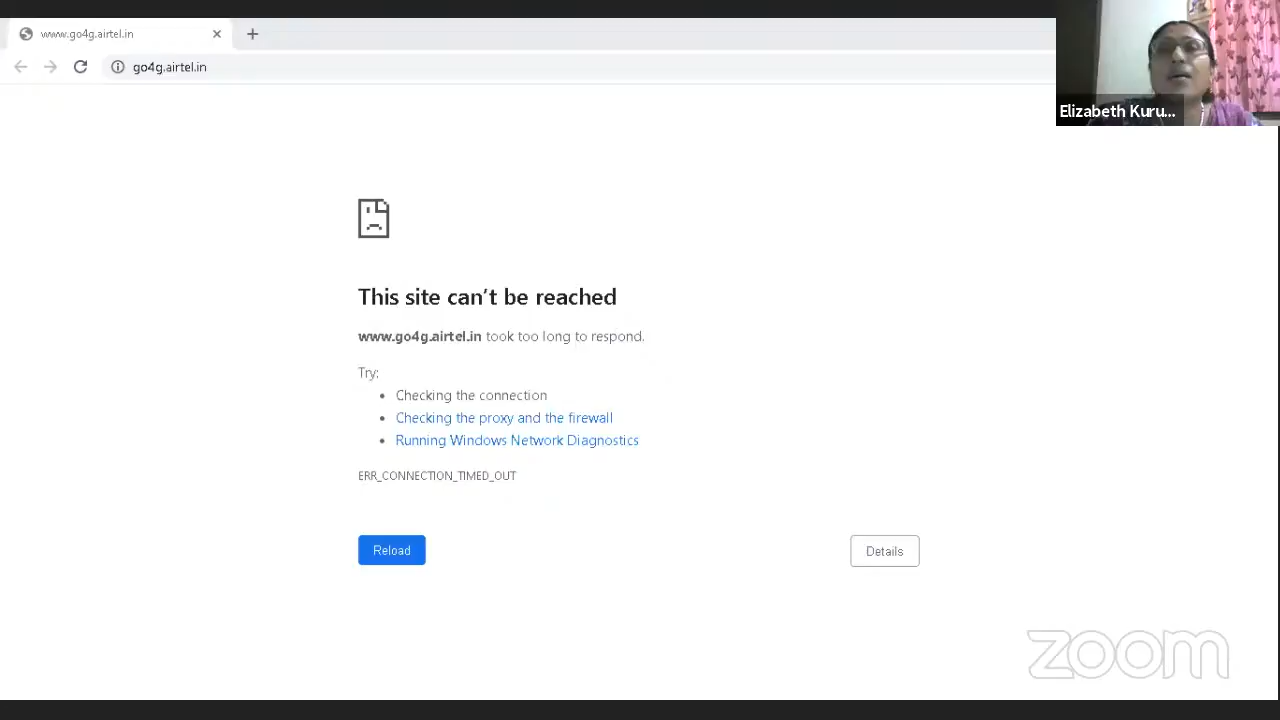 www.go4g.airtel.in
go4g.airtel.in
Elizabeth Kuru...
This site can't be reached
www.go4g.airtel.in took too long to respond.
Try:
• Checking the connection
• Checking the proxy and the firewall
• Running Windows Network Diagnostics
ERR_CONNECTION_TIMED_OUT
Reload
Details
zoom